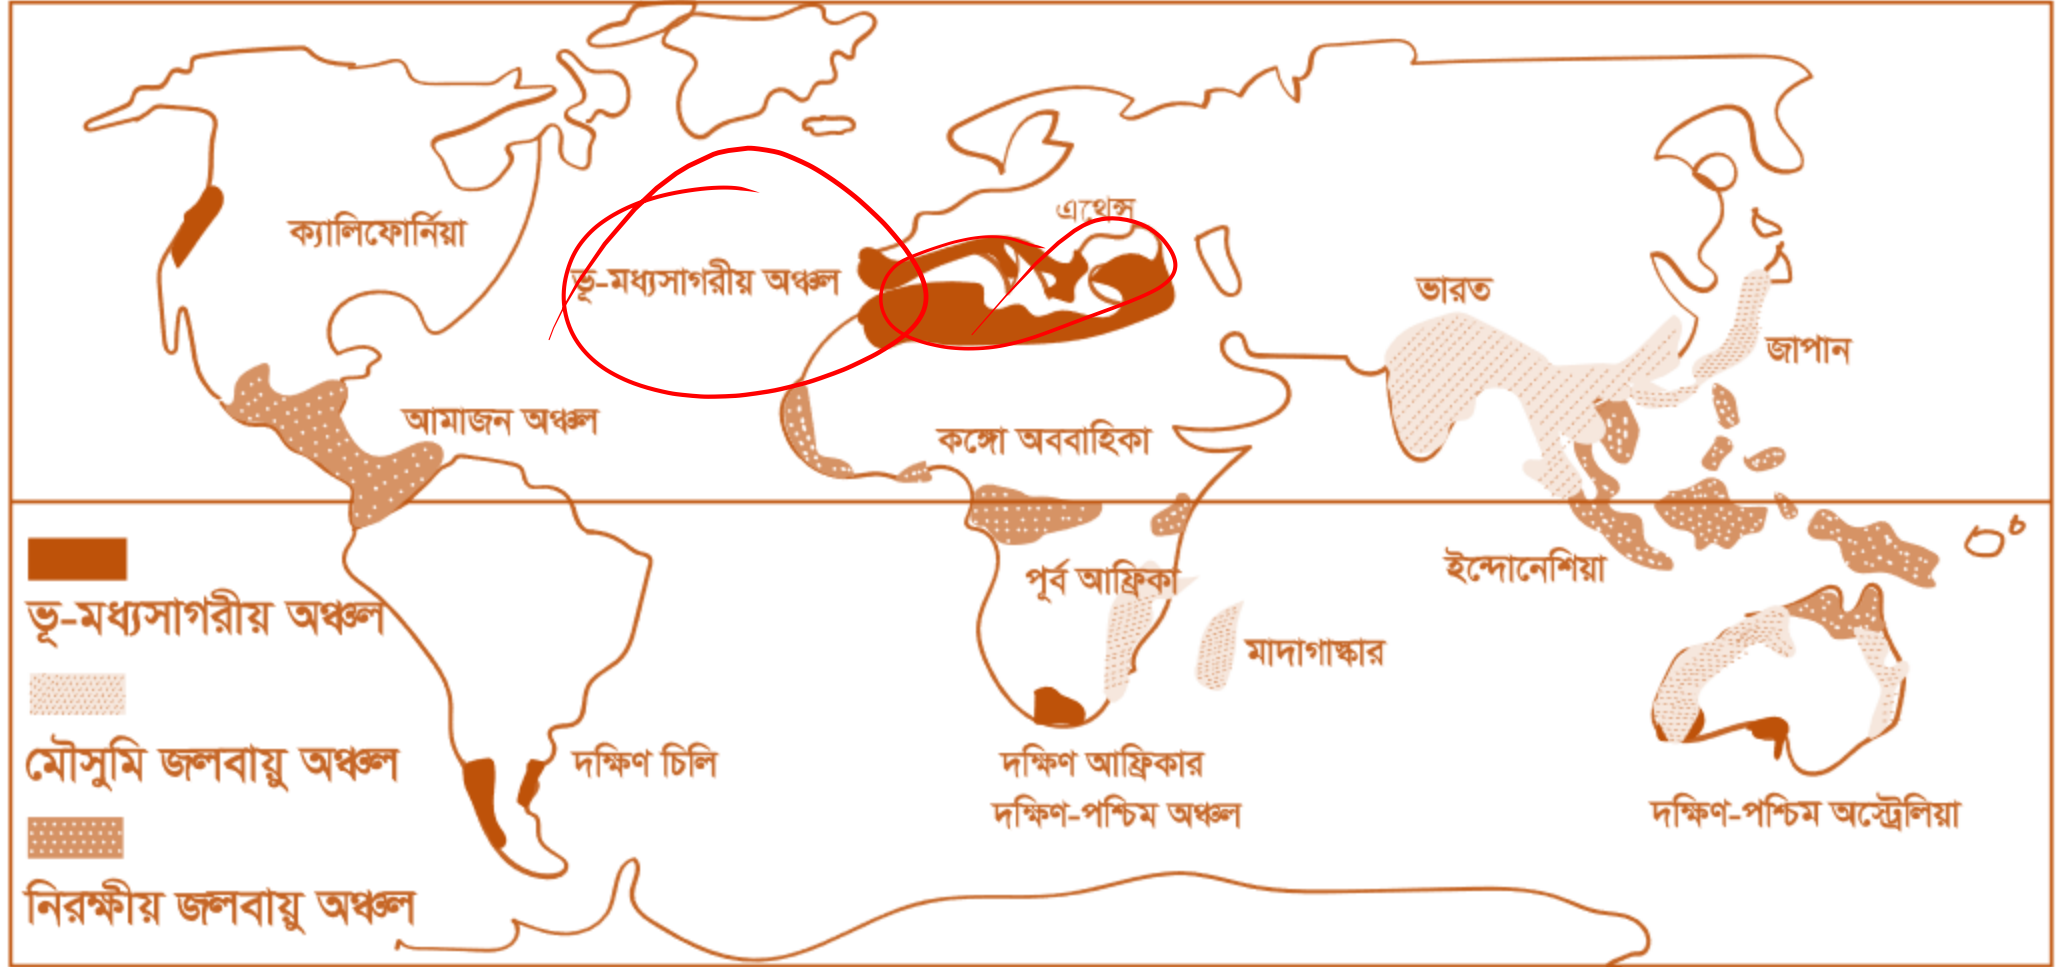 এথেন্স
ক্যালিফোর্নিয়া
ভূ-মধ্যসাগরীয় অঞ্চল
ভারত
জাপান
আমাজন অঞ্চল
কঙ্গো অববাহিকা
ইন্দোনেশিয়া
পূর্ব আফ্রিকা
মাদাগাস্কার
ভূ-মধ্যসাগরীয় অঞ্চল
মৌসুমি জলবায়ু অঞ্চল
নিরক্ষীয় জলবায়ু অঞ্চল
দক্ষিণ চিলি
দক্ষিণ আফ্রিকার
দক্ষিণ-পশ্চিম অঞ্চল
দক্ষিণ-পশ্চিম অস্ট্রেলিয়া